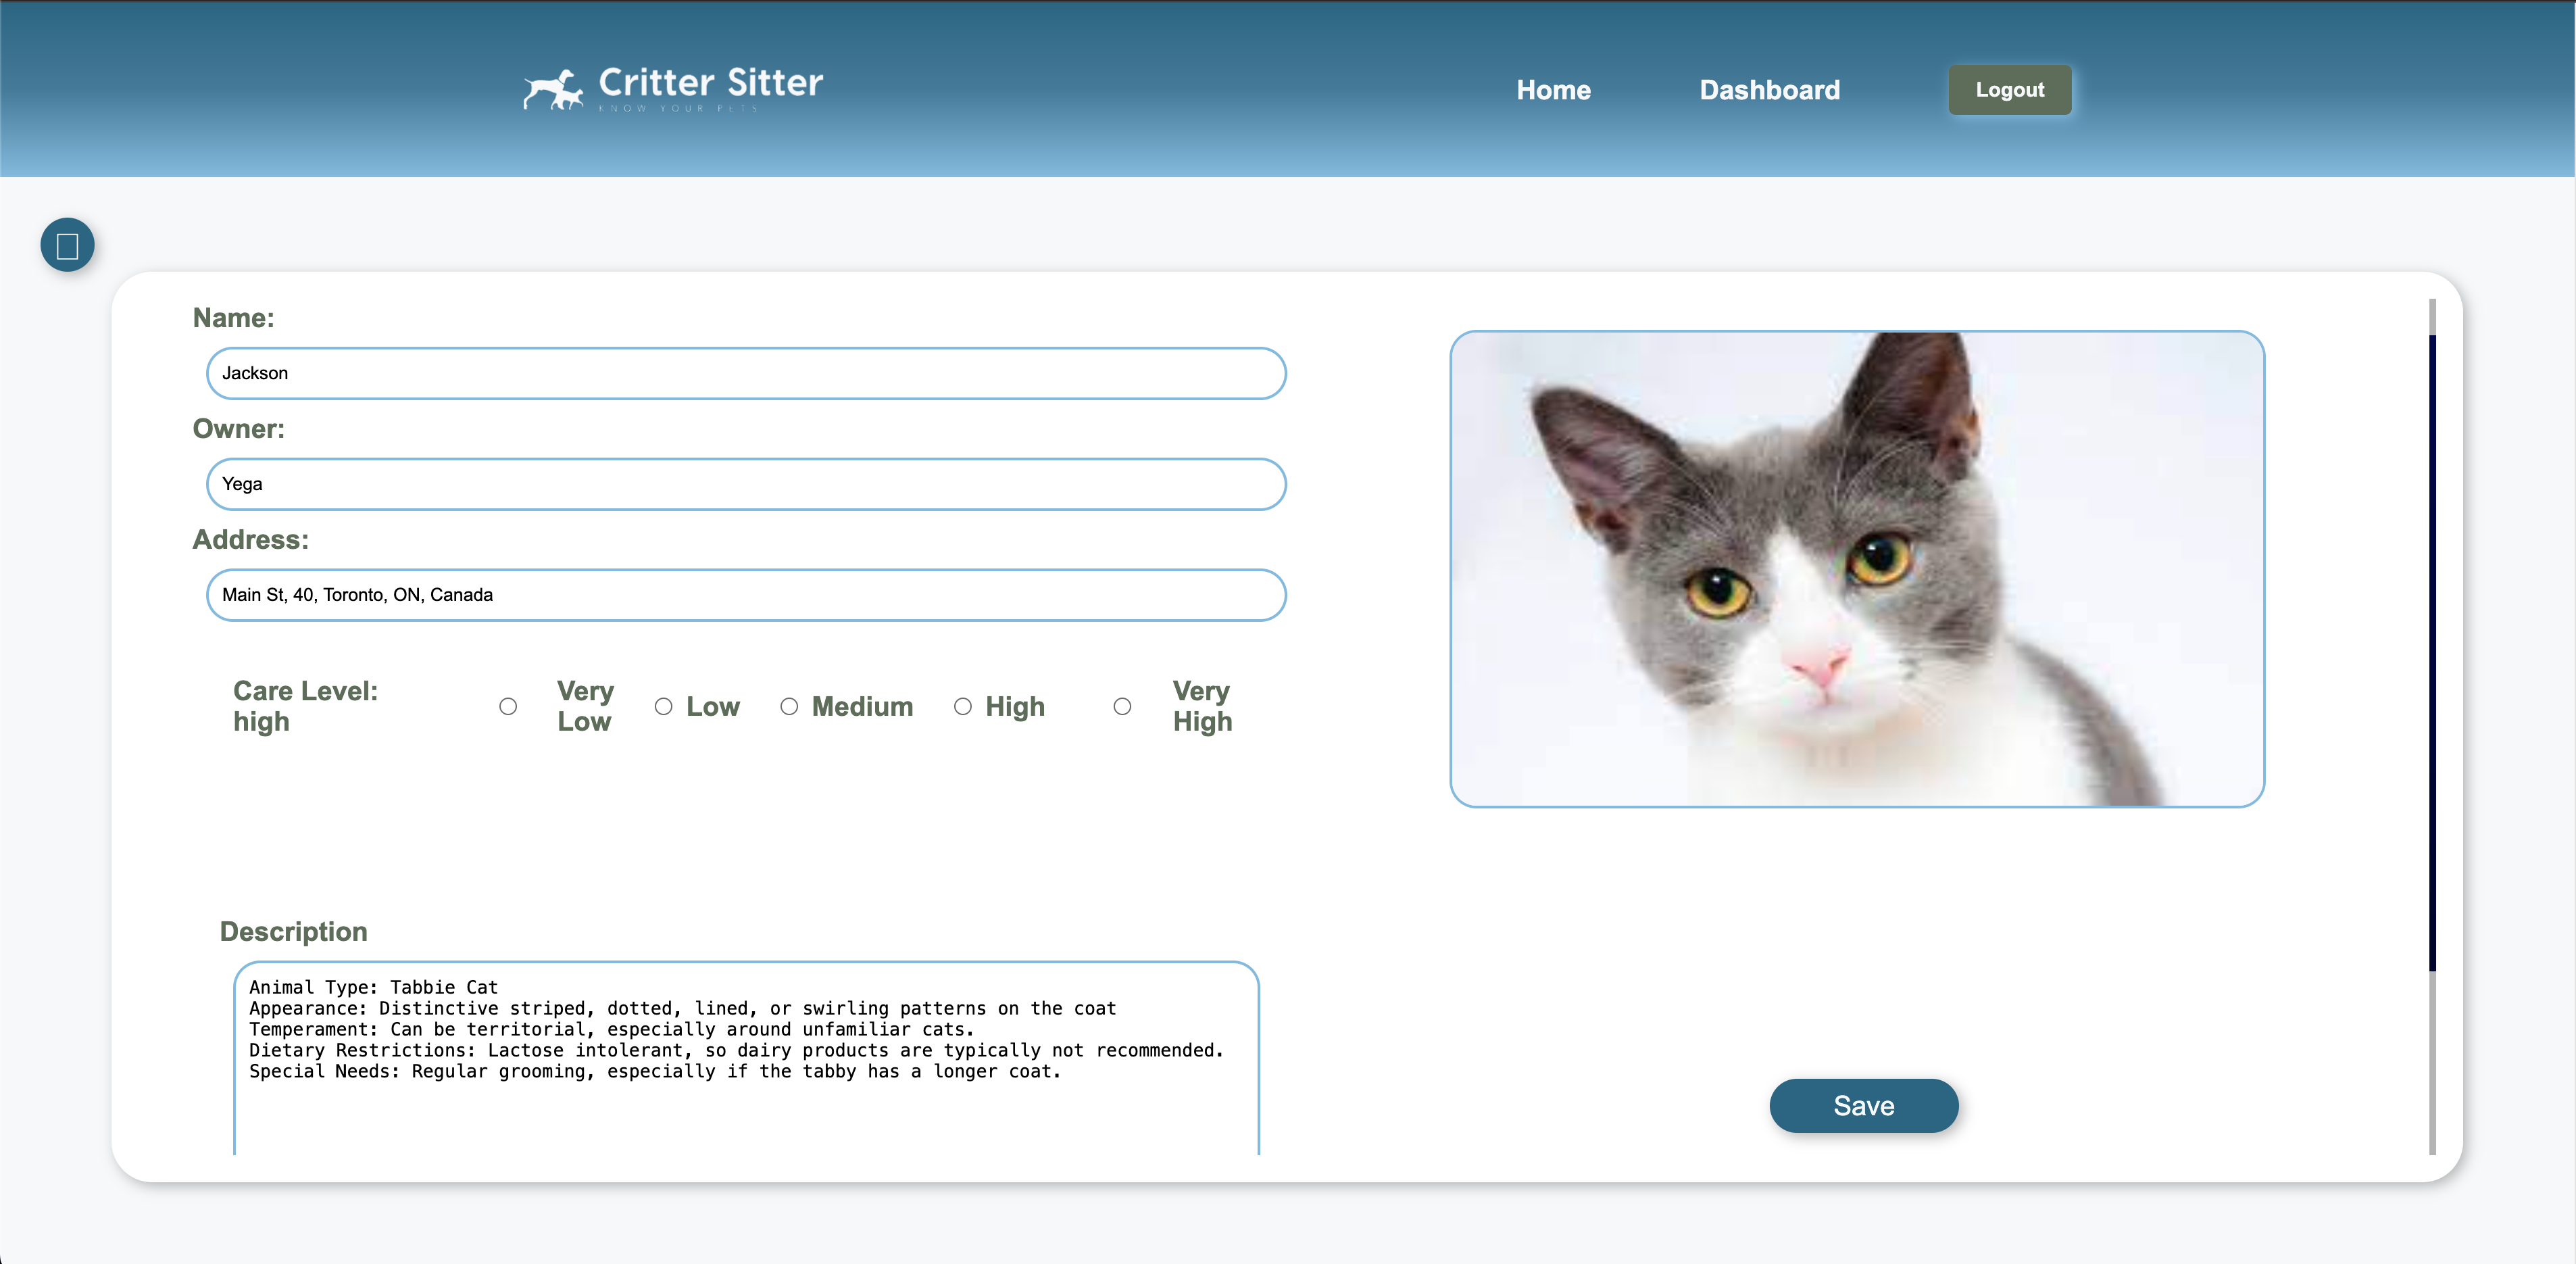 Critter Sitter
KNOW YOUR PETS
Home
Dashboard
Logout
Name:
Jackson
Owner:
Yega
Address:
Main St, 40, Toronto, ON, Canada
Care Level:
high
Very
Low
Low
Medium
High
Very
High
Description
Animal Type: Tabbie Cat
Appearance: Distinctive striped, dotted, lined, or swirling patterns on the coat
Temperament: Can be territorial, especially around unfamiliar cats.
Dietary Restrictions: Lactose intolerant, so dairy products are typically not recommended.
Special Needs: Regular grooming, especially if the tabby has a longer coat.
Save